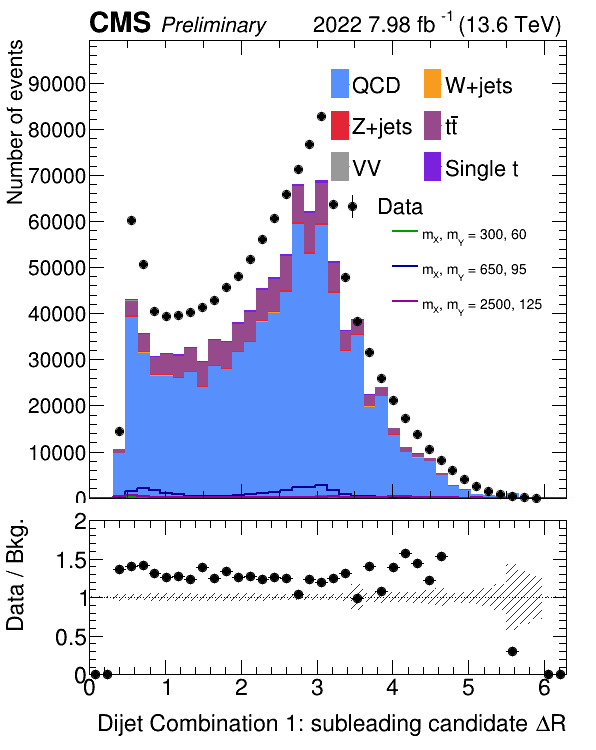 CMS Preliminary 2022 7.98 fb -1 (13.6 TeV)
Number of events
90000
80000
70000
60000
50000
40000
30000
20000
10000
0
QCD W+jets
Z+jets tt̄
VV Single t
Data
mX, mY = 300, 60
mX, mY = 650, 95
mX, mY = 2500, 125
Data / Bkg.
2
1.5
1
0.5
0
0 1 2 3 4 5 6
Dijet Combination 1: subleading candidate ΔR